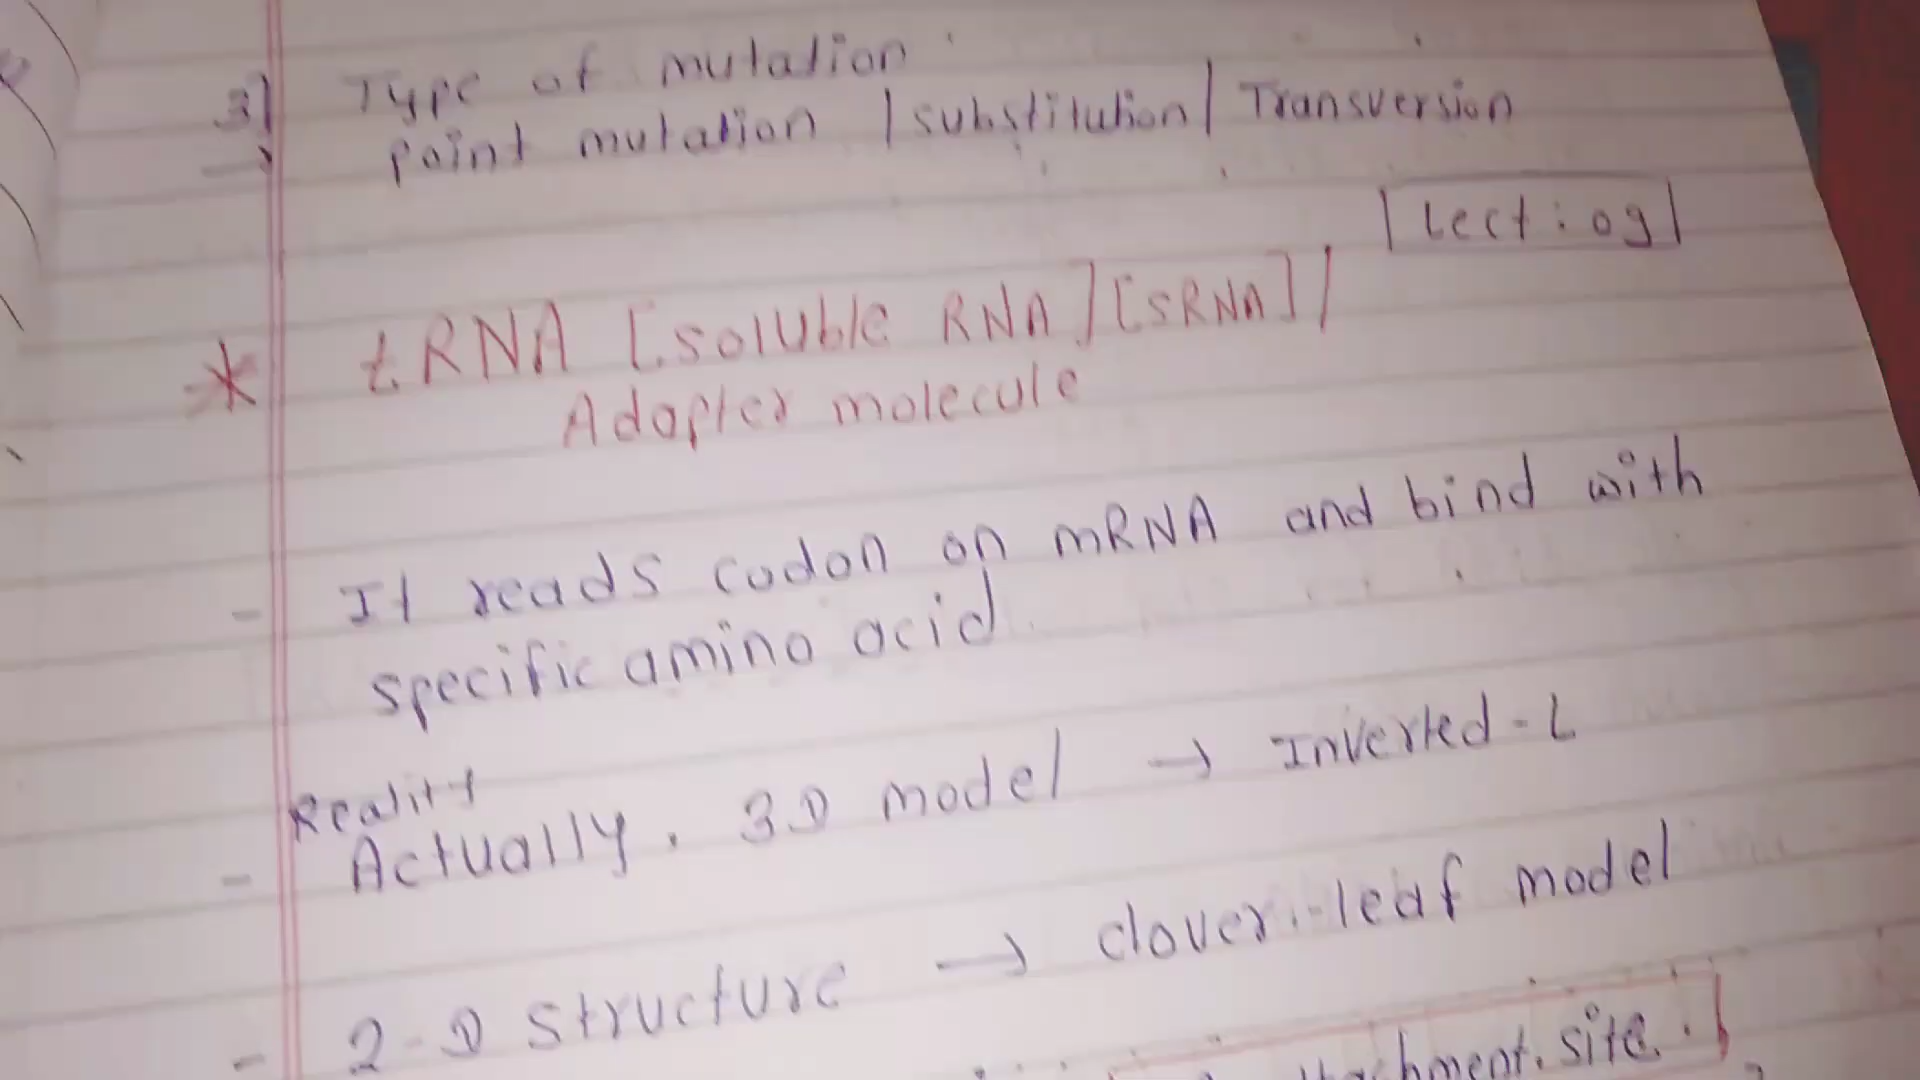 3] Type of mutation
→ point mutation / substitution / Transversion
Lect : 09
* tRNA [soluble RNA] [sRNA] /
Adapter molecule
- It reads codon on mRNA and bind with
specific amino acid
Reality
- Actually, 3D model → Inverted - L
- 2-D structure → clover-leaf model
site.